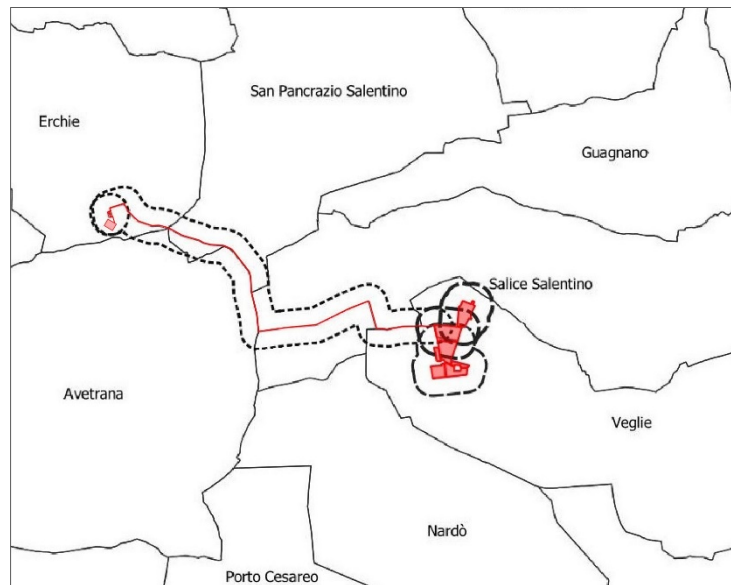 San Pancrazio Salentino
Erchie
Guagnano
Salice Salentino
Avetrana
Veglie
Nardò
Porto Cesareo